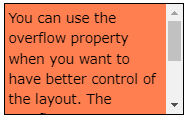 You can use the
overflow property
when you want to
have better control of
the layout. The